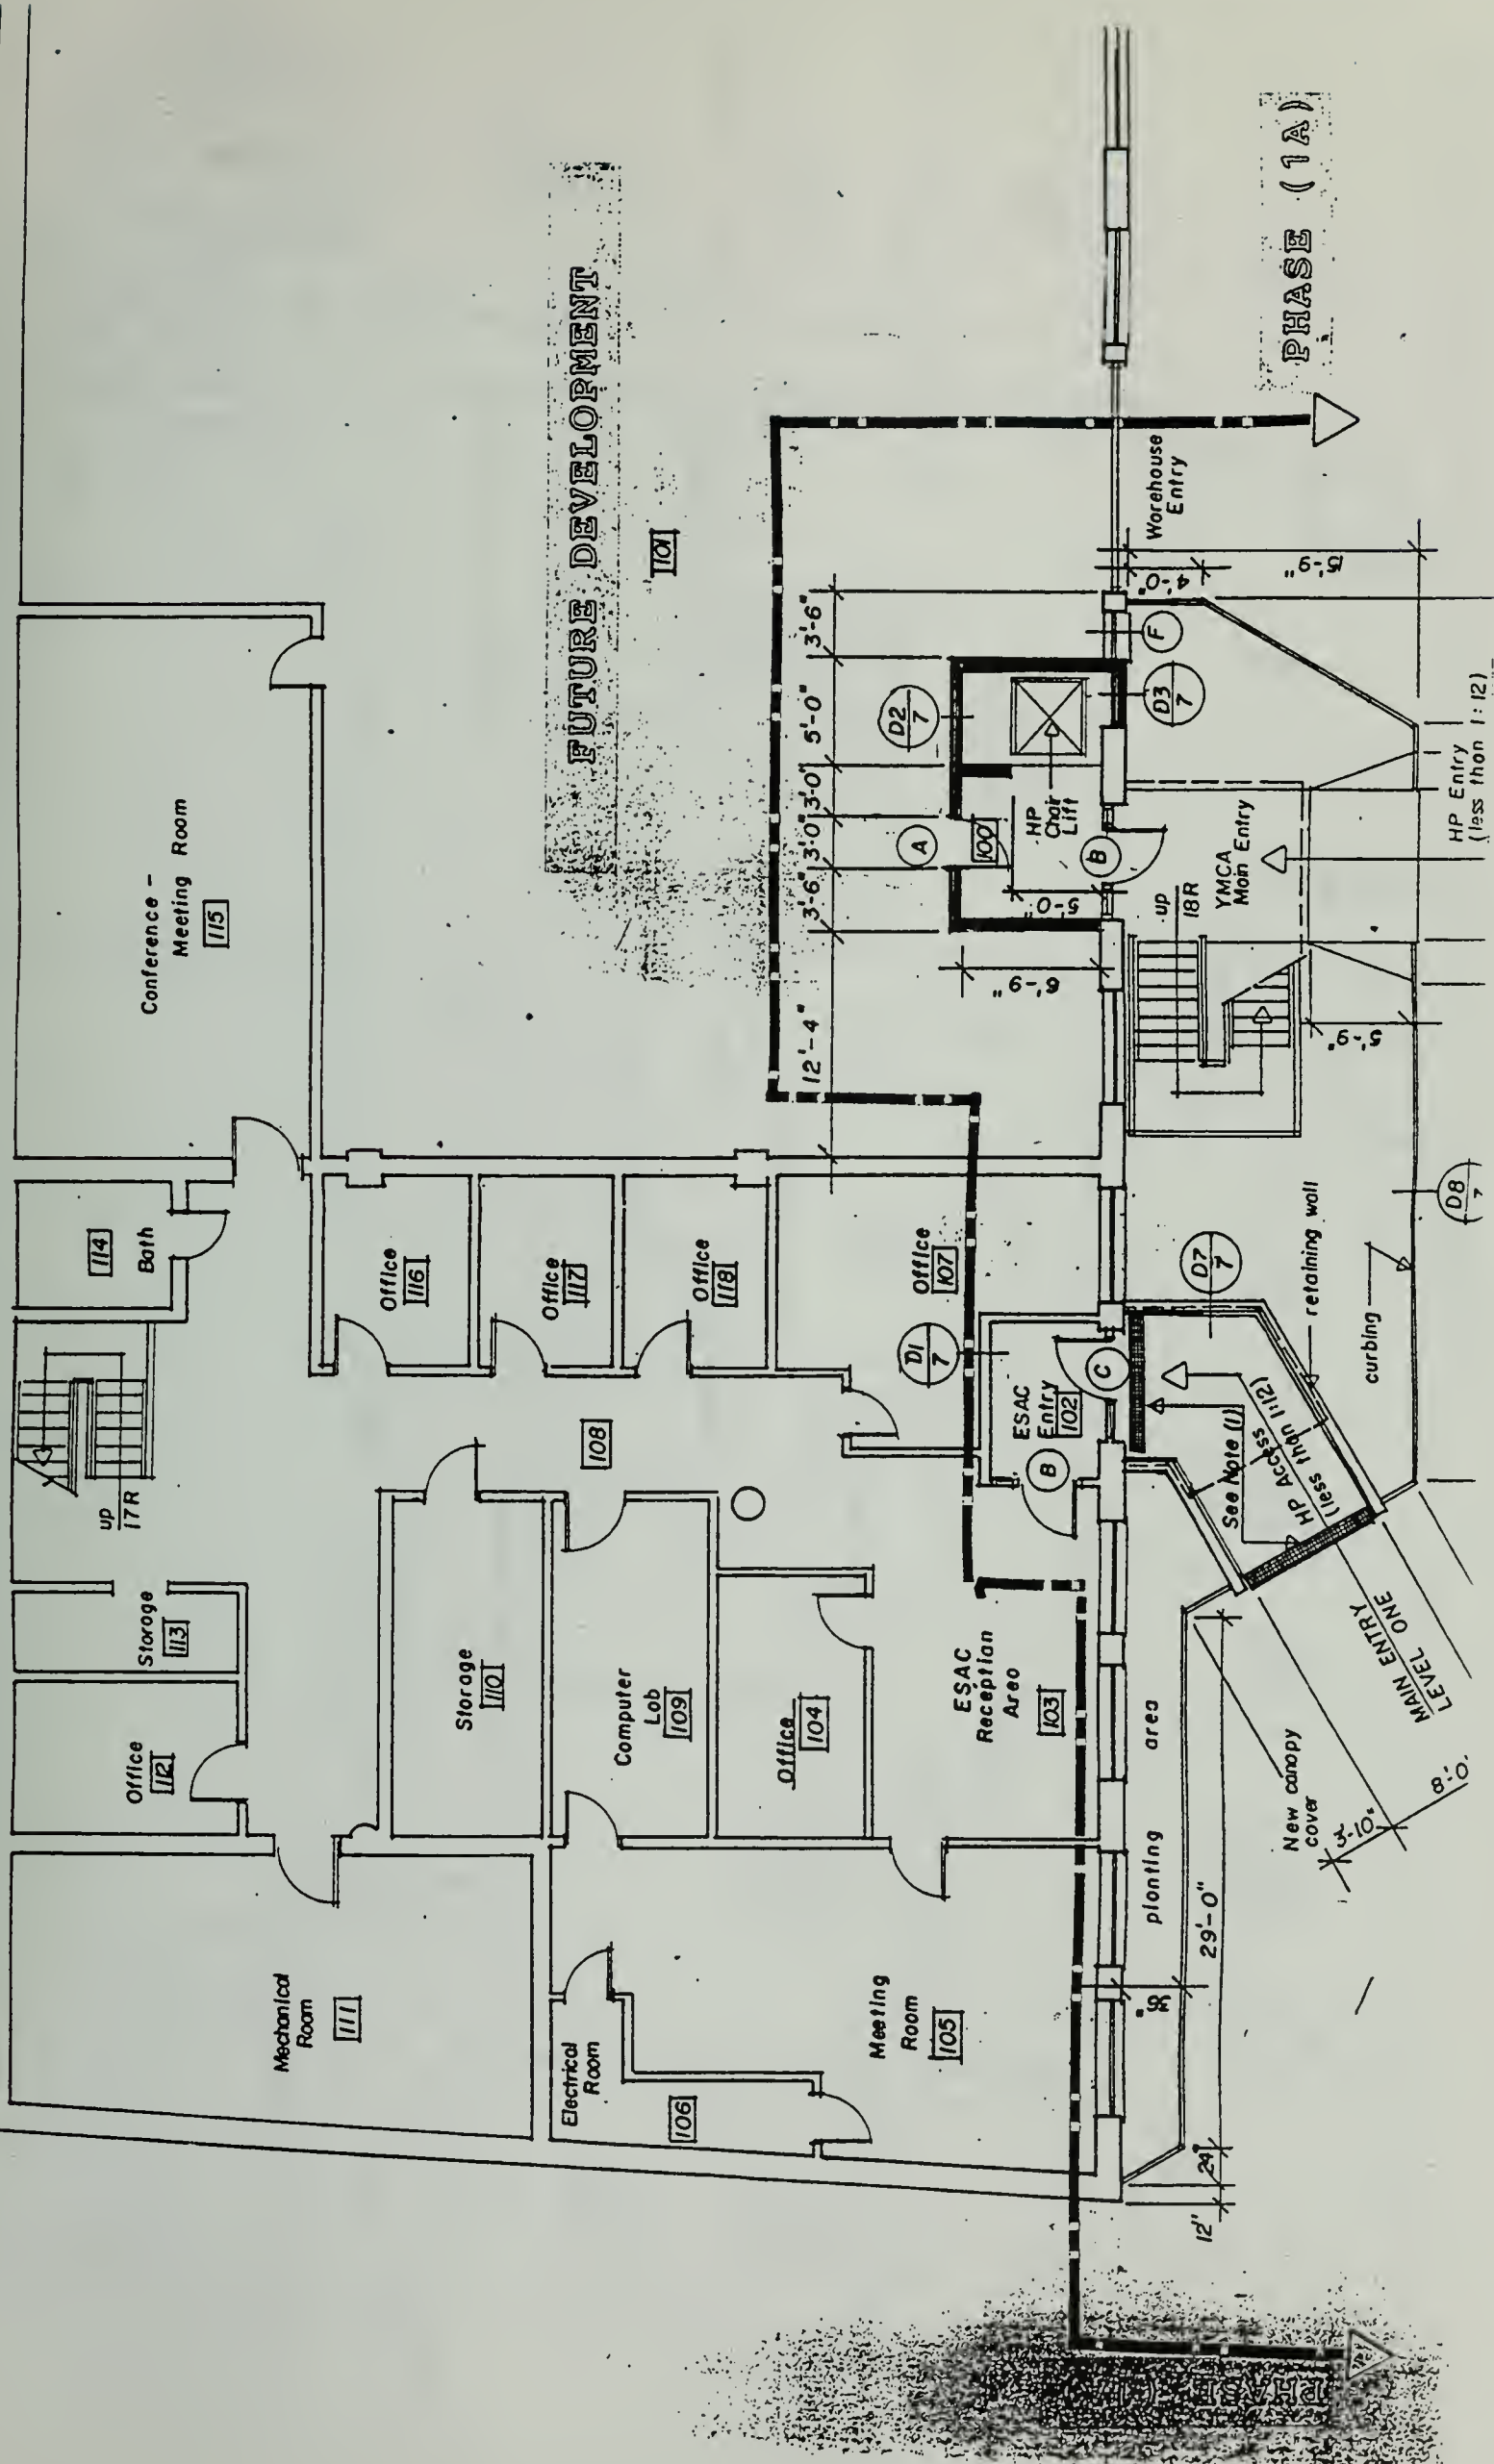 FUTURE DEVELOPMENT
101
PHASE (1A)
Conference -
Meeting Room
115
114
Bath
up
17R
Storage
113
Office
112
Mechanical
Room
111
Office
116
Office
117
Office
118
Office
107
108
Storage
110
Computer
Lab
109
Office
104
ESAC
Reception
Area
103
Electrical
Room
106
Meeting
Room
105
D1
7
ESAC
Entry
102
B
C
12'-4"
3'-6"
3'-0"
3'-0"
5'-0"
3'-6"
6'-9"
5'-0"
A
100
HP
Chair
Lift
B
D2
7
D3
7
F
Warehouse
Entry
4'-0"
15'-9"
up
18R
YMCA
Main Entry
HP Entry
(less than 1:12)
5'-9"
D8
7
D7
7
retaining wall
curbing
See Note (1)
HP Access
(less than 1:12)
MAIN ENTRY
LEVEL ONE
New canopy
cover
3'-10"
8'-0"
planting area
29'-0"
24"
12"